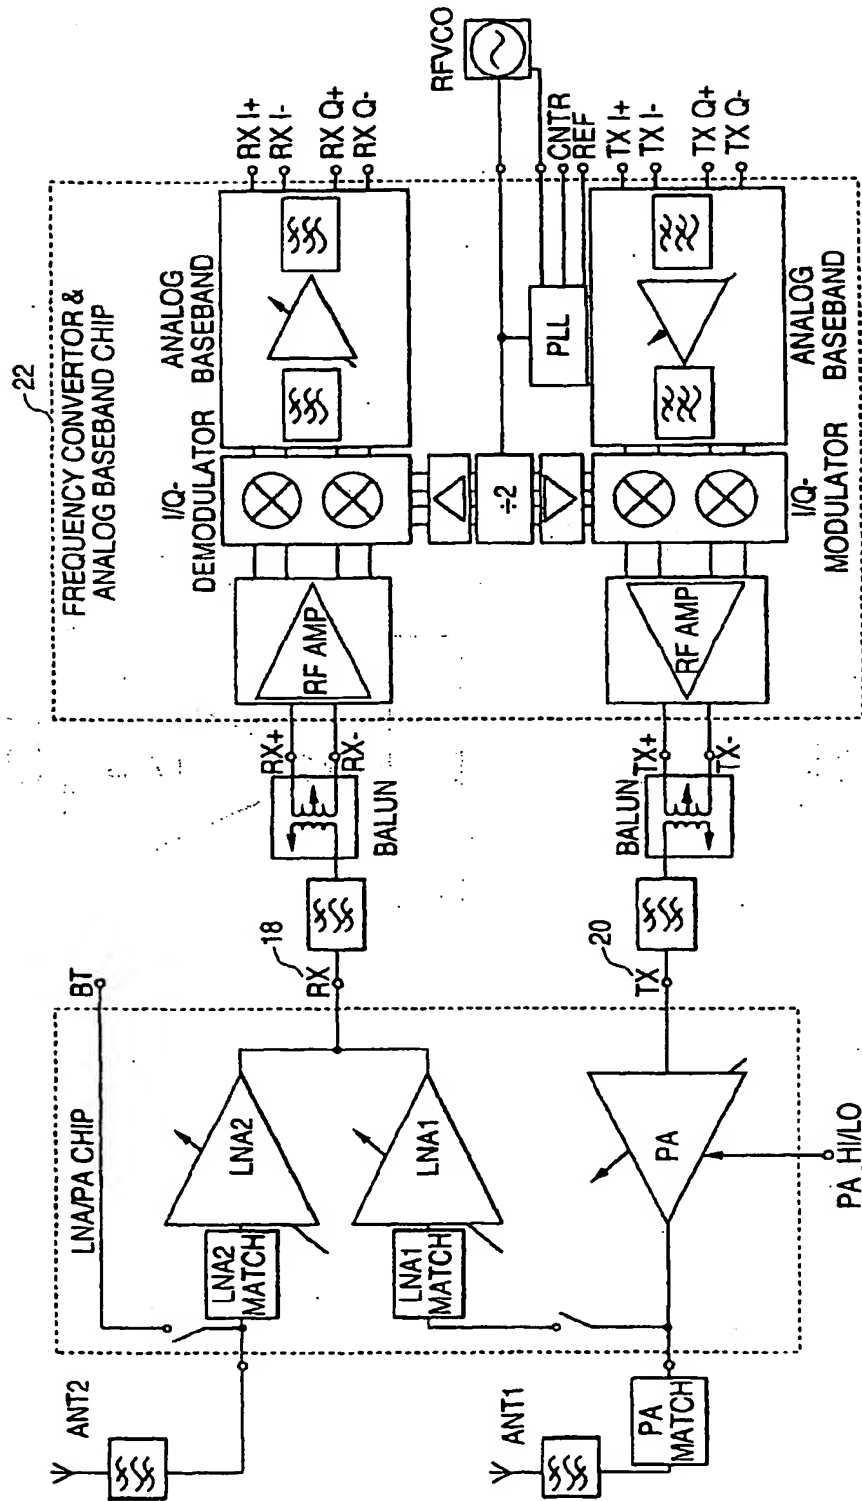 22
FREQUENCY CONVERTOR &
ANALOG BASEBAND CHIP
I/Q-
DEMODULATOR
ANALOG
BASEBAND
RX I+
RX I-
RX Q+
RX Q-
RFVCO
CNTR
REF
PLL
÷2
TX I+
TX I-
TX Q+
TX Q-
ANALOG
BASEBAND
I/Q-
MODULATOR
RF AMP
RF AMP
RX+
RX-
BALUN
TX+
TX-
BALUN
18
RX
20
TX
BT
LNA/PA CHIP
LNA2
LNA2
MATCH
LNA1
LNA1
MATCH
PA
PA HI/LO
ANT2
ANT1
PA
MATCH